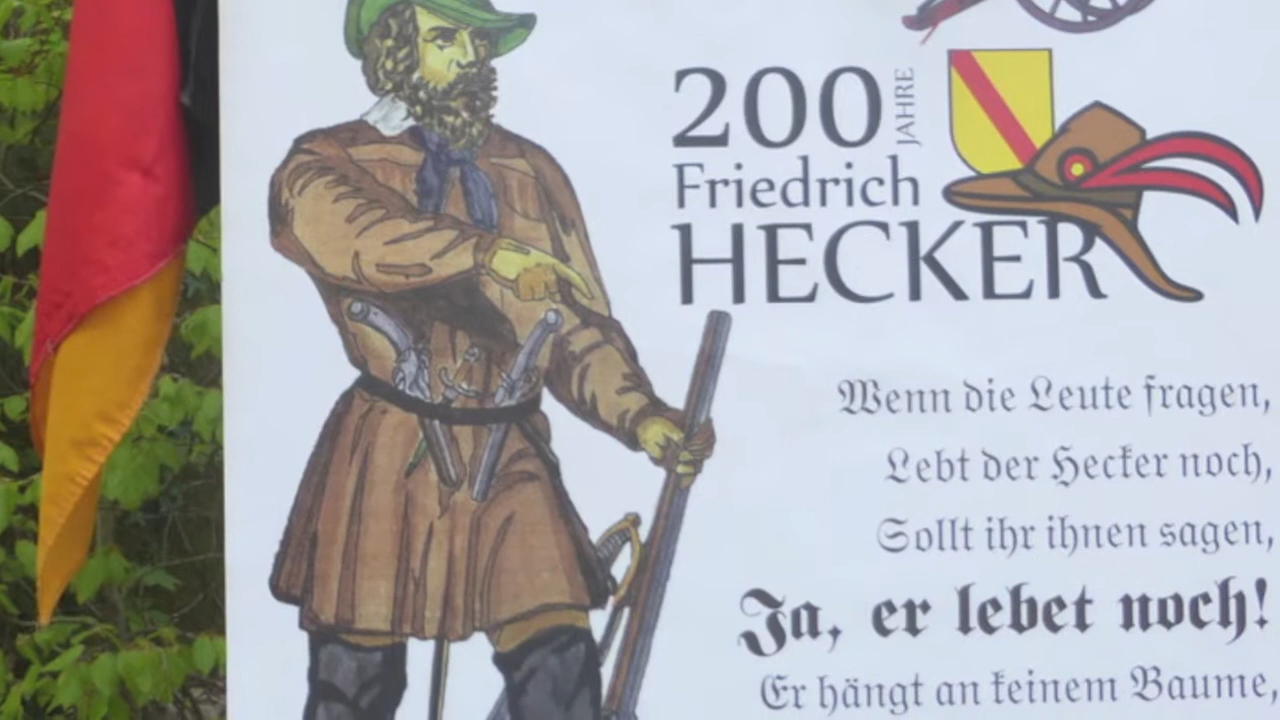 200 JAHRE
Friedrich
HECKER
Wenn die Leute fragen,
Lebt der Hecker noch,
Sollt ihr ihnen sagen,
Ja, er lebet noch!
Er hängt an keinem Baume,